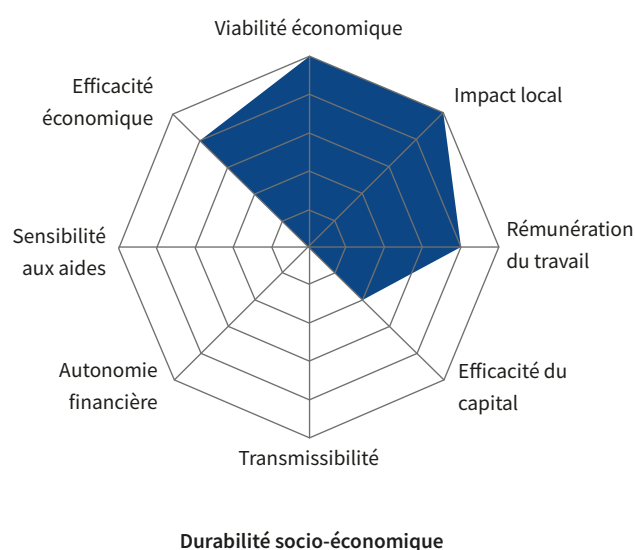 Viabilité économique
Efficacité
économique
Impact local
Sensibilité
aux aides
Rémunération
du travail
Autonomie
financière
Efficacité du
capital
Transmissibilité
Durabilité socio-économique